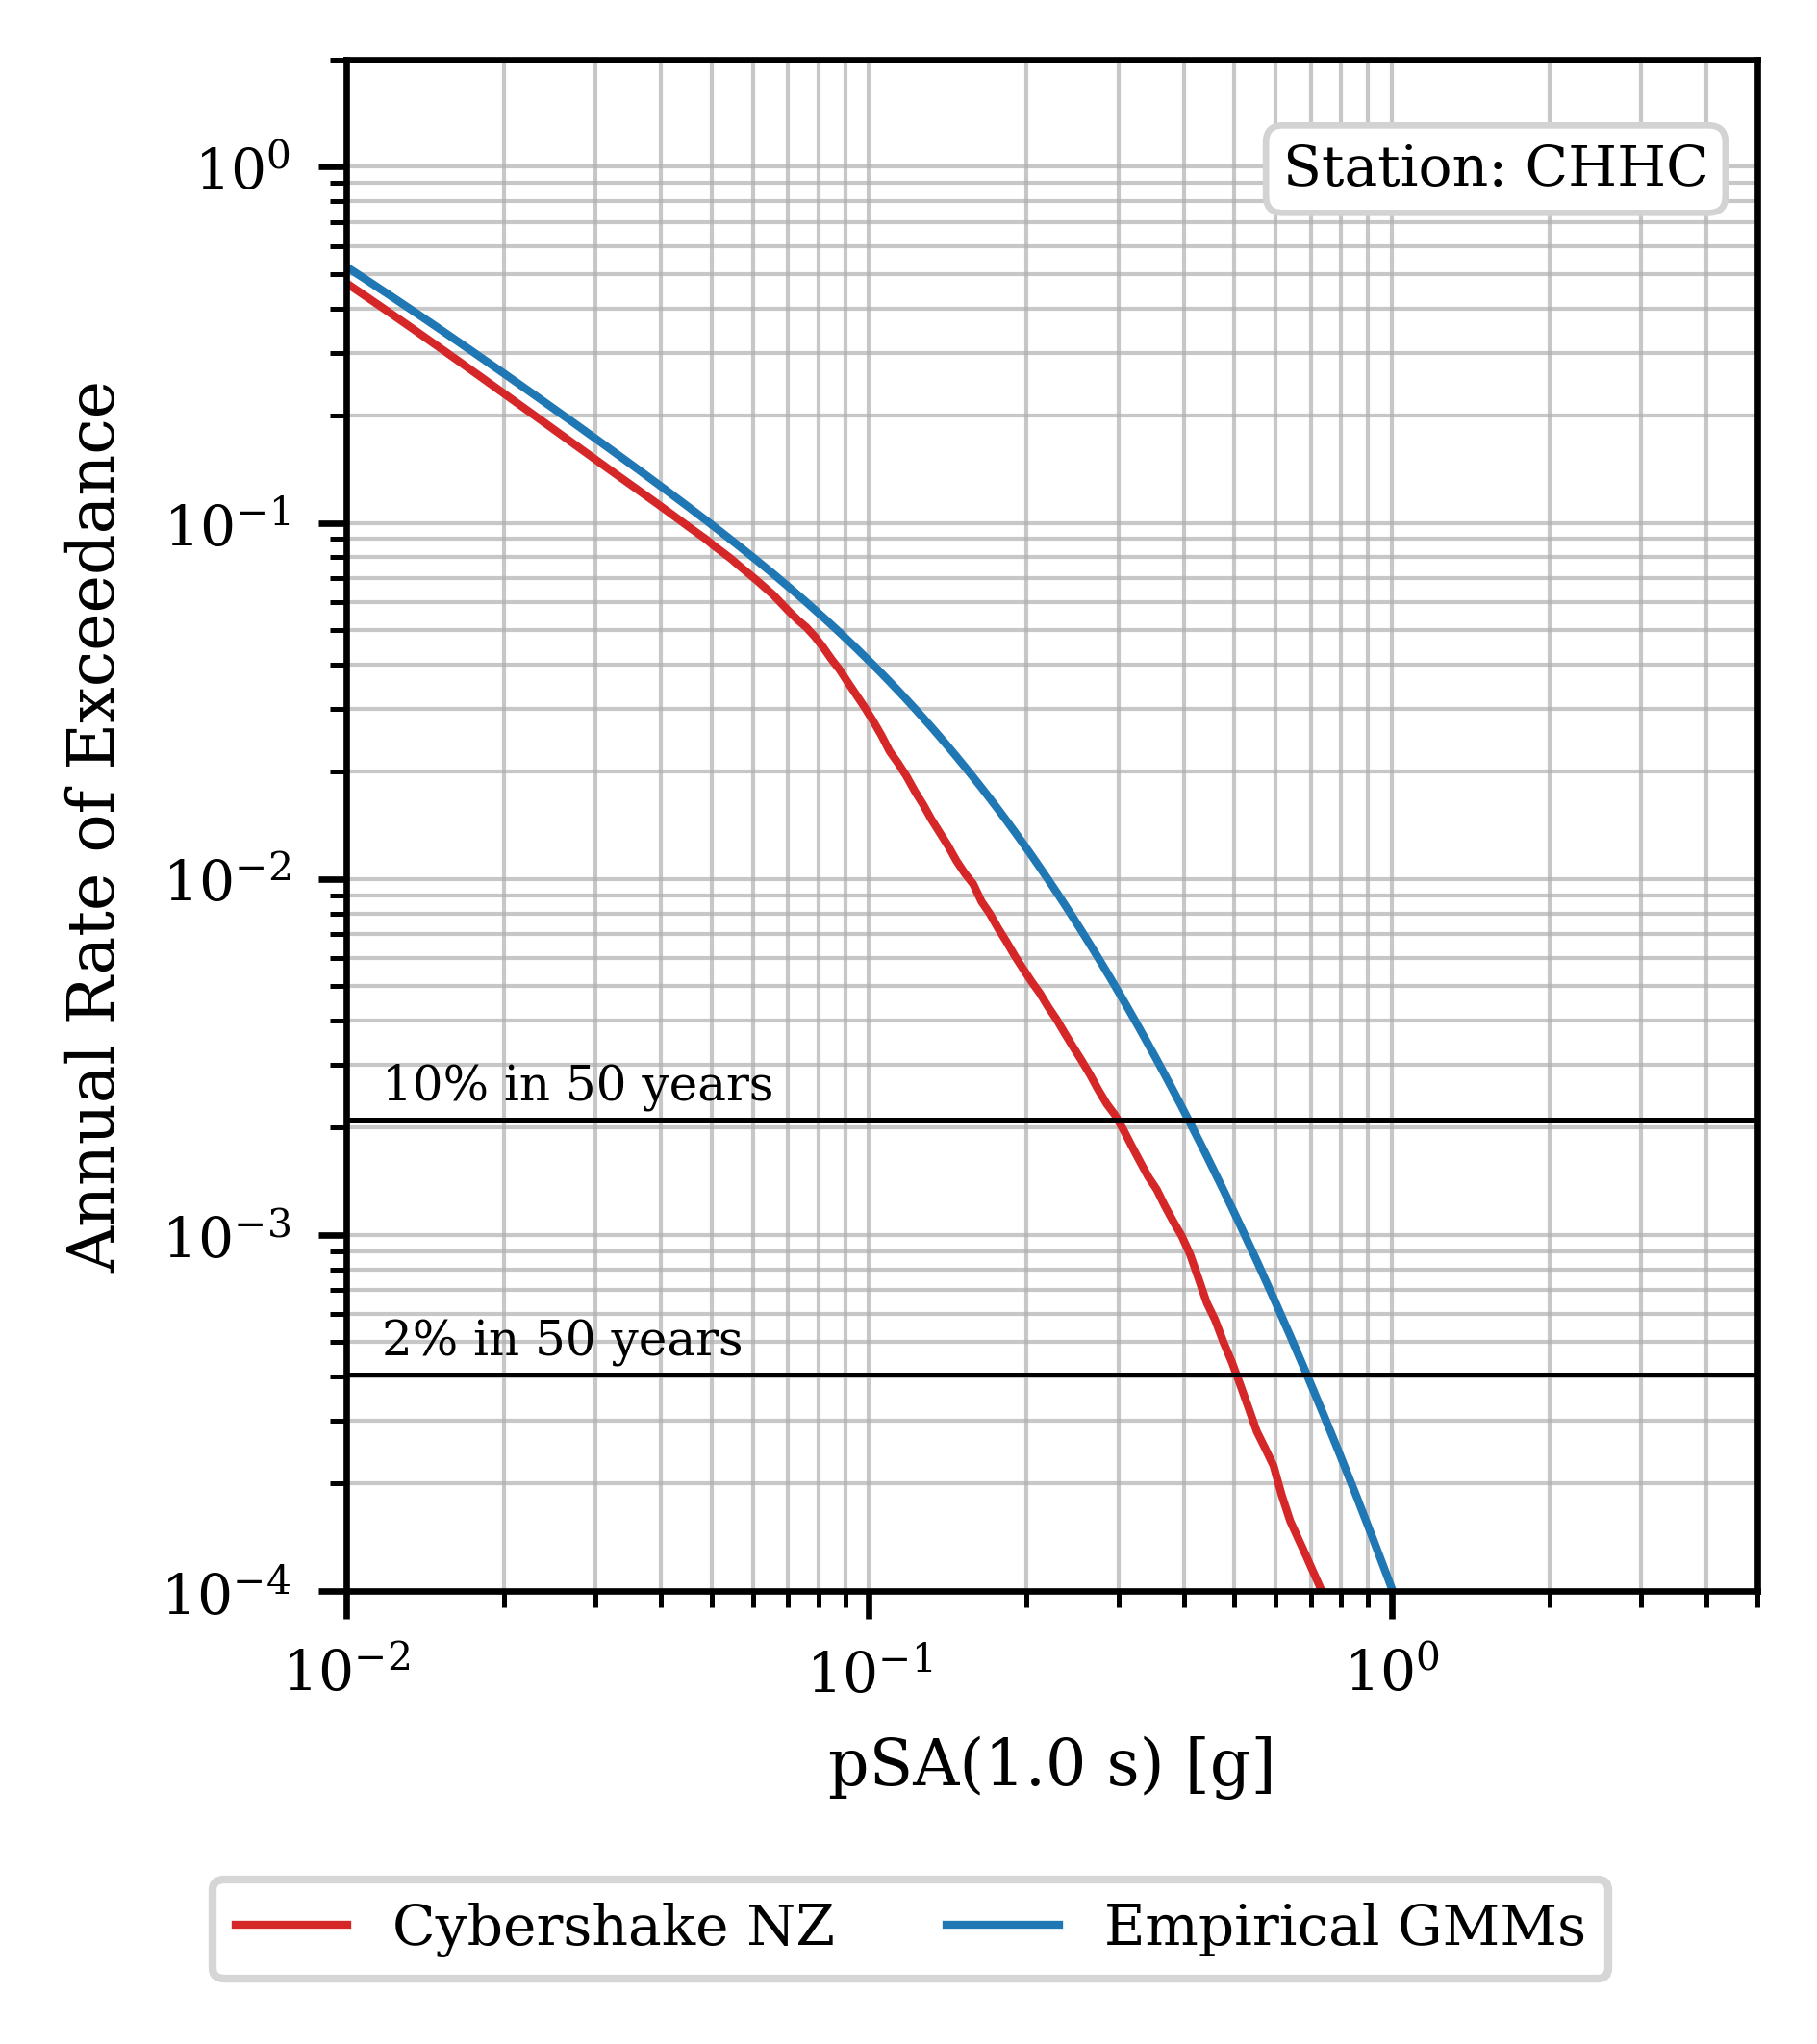 Station: CHHC
Annual Rate of Exceedance
10⁰
10⁻¹
10⁻²
10⁻³
10⁻⁴
10% in 50 years
2% in 50 years
10⁻²
10⁻¹
10⁰
pSA(1.0 s) [g]
Cybershake NZ
Empirical GMMs